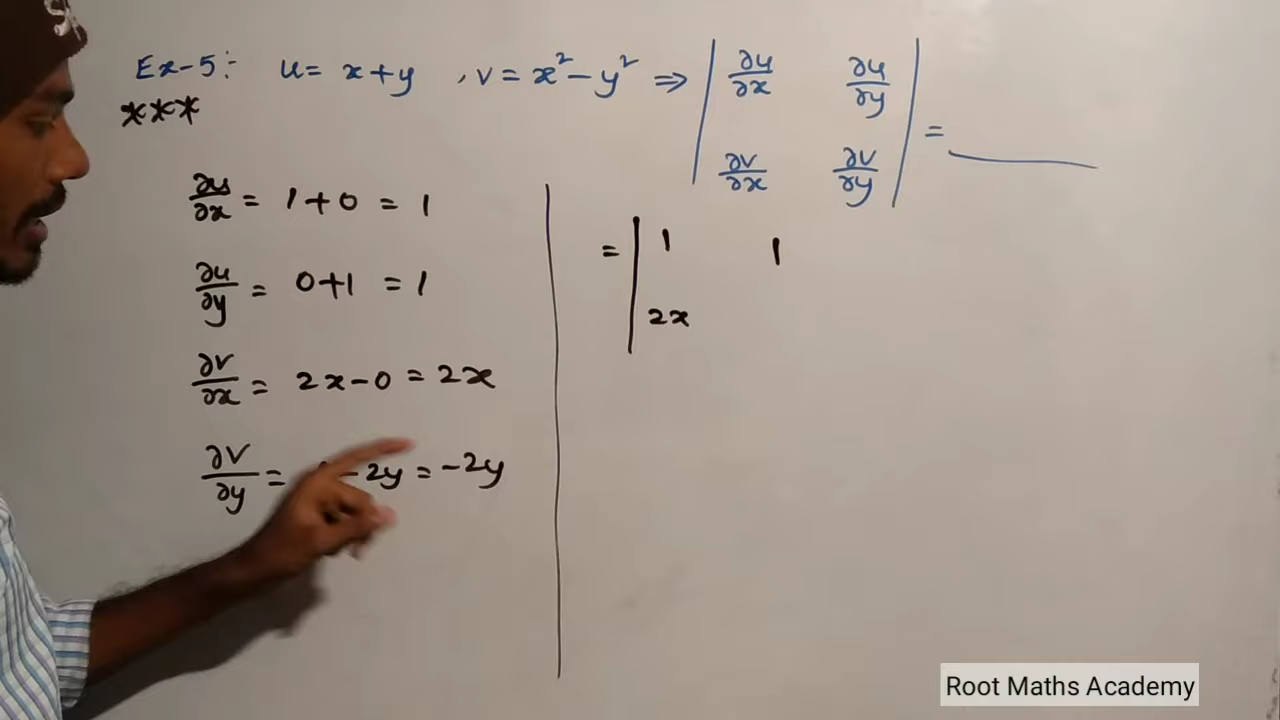 Ex-5:- u = x+y , v = x² - y² ⇒ | ∂u/∂x ∂u/∂y |
| ∂v/∂x ∂v/∂y | = ______
***
∂u/∂x = 1+0 = 1
∂u/∂y = 0+1 = 1
∂v/∂x = 2x-0 = 2x
∂v/∂y = - 2y = -2y
= | 1 1
| 2x
Root Maths Academy